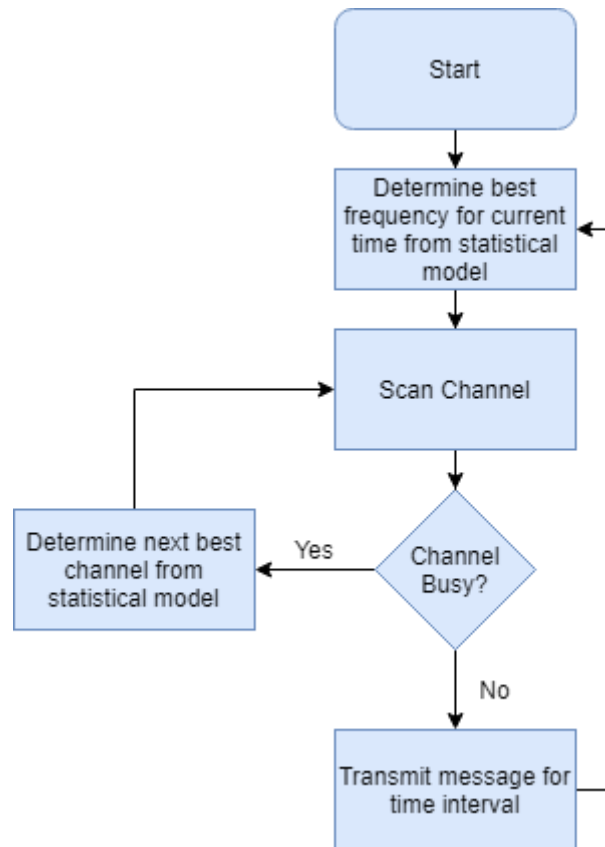 Start
Determine best
frequency for current
time from statistical
model
Scan Channel
Channel
Busy?
Yes
Determine next best
channel from
statistical model
No
Transmit message for
time interval